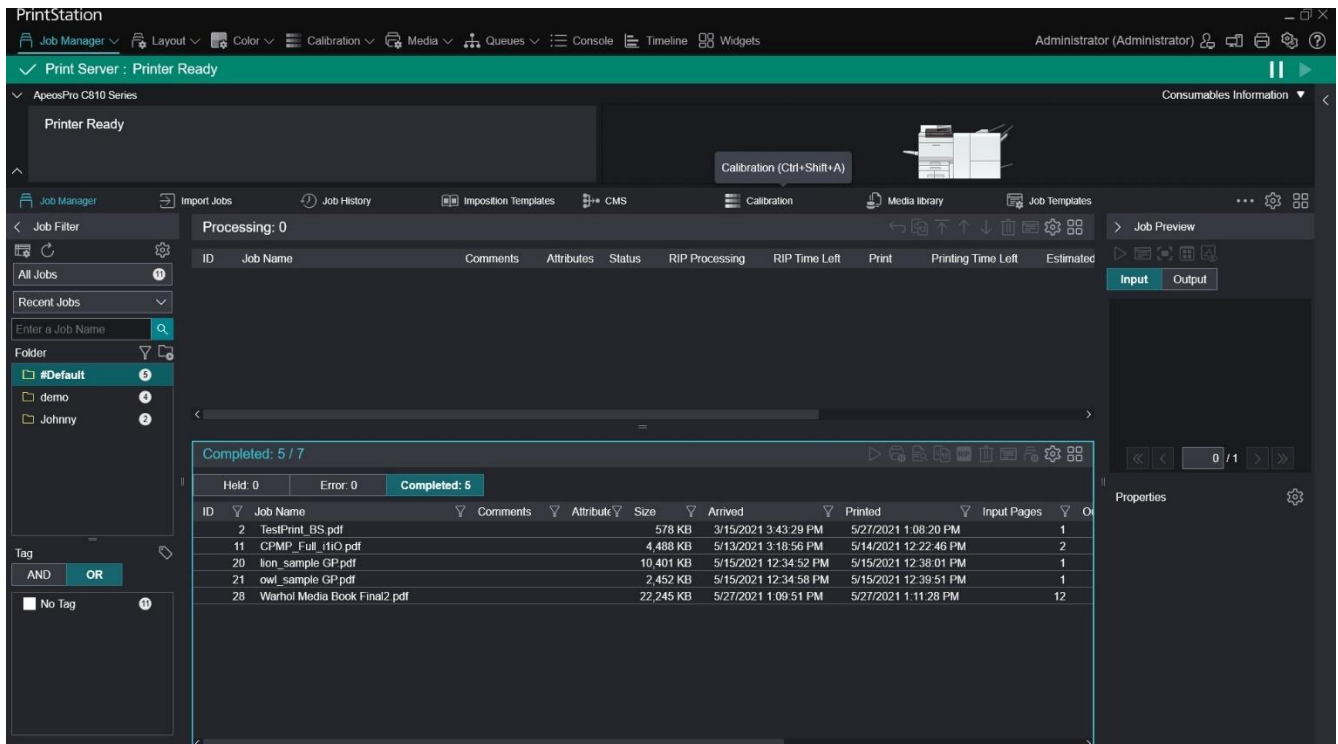 PrintStation
Job Manager Layout Color Calibration Media Queues Console Timeline Widgets Administrator (Administrator)
Print Server : Printer Ready
ApeosPro C810 Series Consumables Information
Printer Ready
Calibration (Ctrl+Shift+A)
Job Manager Import Jobs Job History Imposition Templates CMS Calibration Media library Job Templates
Job Filter Processing: 0 Job Preview
ID Job Name Comments Attributes Status RIP Processing RIP Time Left Print Printing Time Left Estimated
All Jobs 11
Input Output
Recent Jobs
Enter a Job Name
Folder
#Default 5
demo 4
Johnny 2
Completed: 5 / 7
0 / 1
Held: 0 Error: 0 Completed: 5
Properties
ID Job Name Comments Attribute Size Arrived Printed Input Pages Ou
2 TestPrint_BS.pdf 578 KB 3/15/2021 3:43:29 PM 5/27/2021 1:08:20 PM 1
11 CPMP_Full_i1iO.pdf 4,488 KB 5/13/2021 3:18:56 PM 5/14/2021 12:22:46 PM 2
20 lion_sample GP.pdf 10,401 KB 5/15/2021 12:34:52 PM 5/15/2021 12:38:01 PM 1
21 owl_sample GP.pdf 2,452 KB 5/15/2021 12:34:58 PM 5/15/2021 12:39:51 PM 1
28 Warhol Media Book Final2.pdf 22,245 KB 5/27/2021 1:09:51 PM 5/27/2021 1:11:28 PM 12
Tag
AND OR
No Tag 11